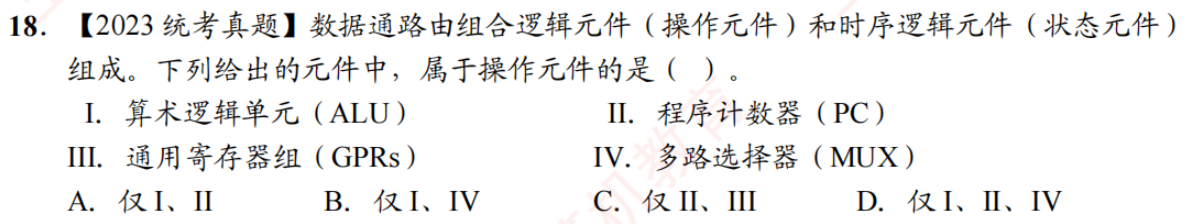 18. 【2023 统考真题】数据通路由组合逻辑元件（操作元件）和时序逻辑元件（状态元件）
组成。下列给出的元件中，属于操作元件的是（ ）。
I. 算术逻辑单元（ALU） II. 程序计数器（PC）
III. 通用寄存器组（GPRs） IV. 多路选择器（MUX）
A. 仅 I、II B. 仅 I、IV C. 仅 II、III D. 仅 I、II、IV